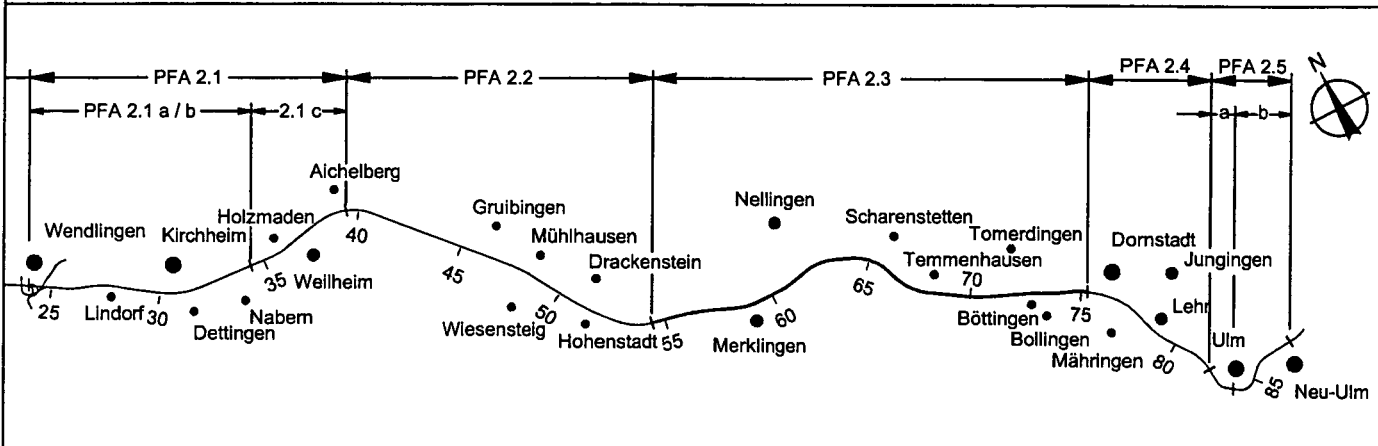 PFA 2.1
PFA 2.2
PFA 2.3
PFA 2.4
PFA 2.5
N
PFA 2.1 a / b
2.1 c
a
b
Aichelberg
Wendlingen
Kirchheim
Holzmaden
Weilheim
Lindorf
Dettingen
Nabern
25
30
35
40
Gruibingen
Mühlhausen
Drackenstein
Wiesensteig
Hohenstadt
45
50
55
Nellingen
Merklingen
60
65
Scharenstetten
Temmenhausen
Tomerdingen
70
Böttingen
Bollingen
Mähringen
75
Dornstadt
Jungingen
Lehr
80
Ulm
85
Neu-Ulm